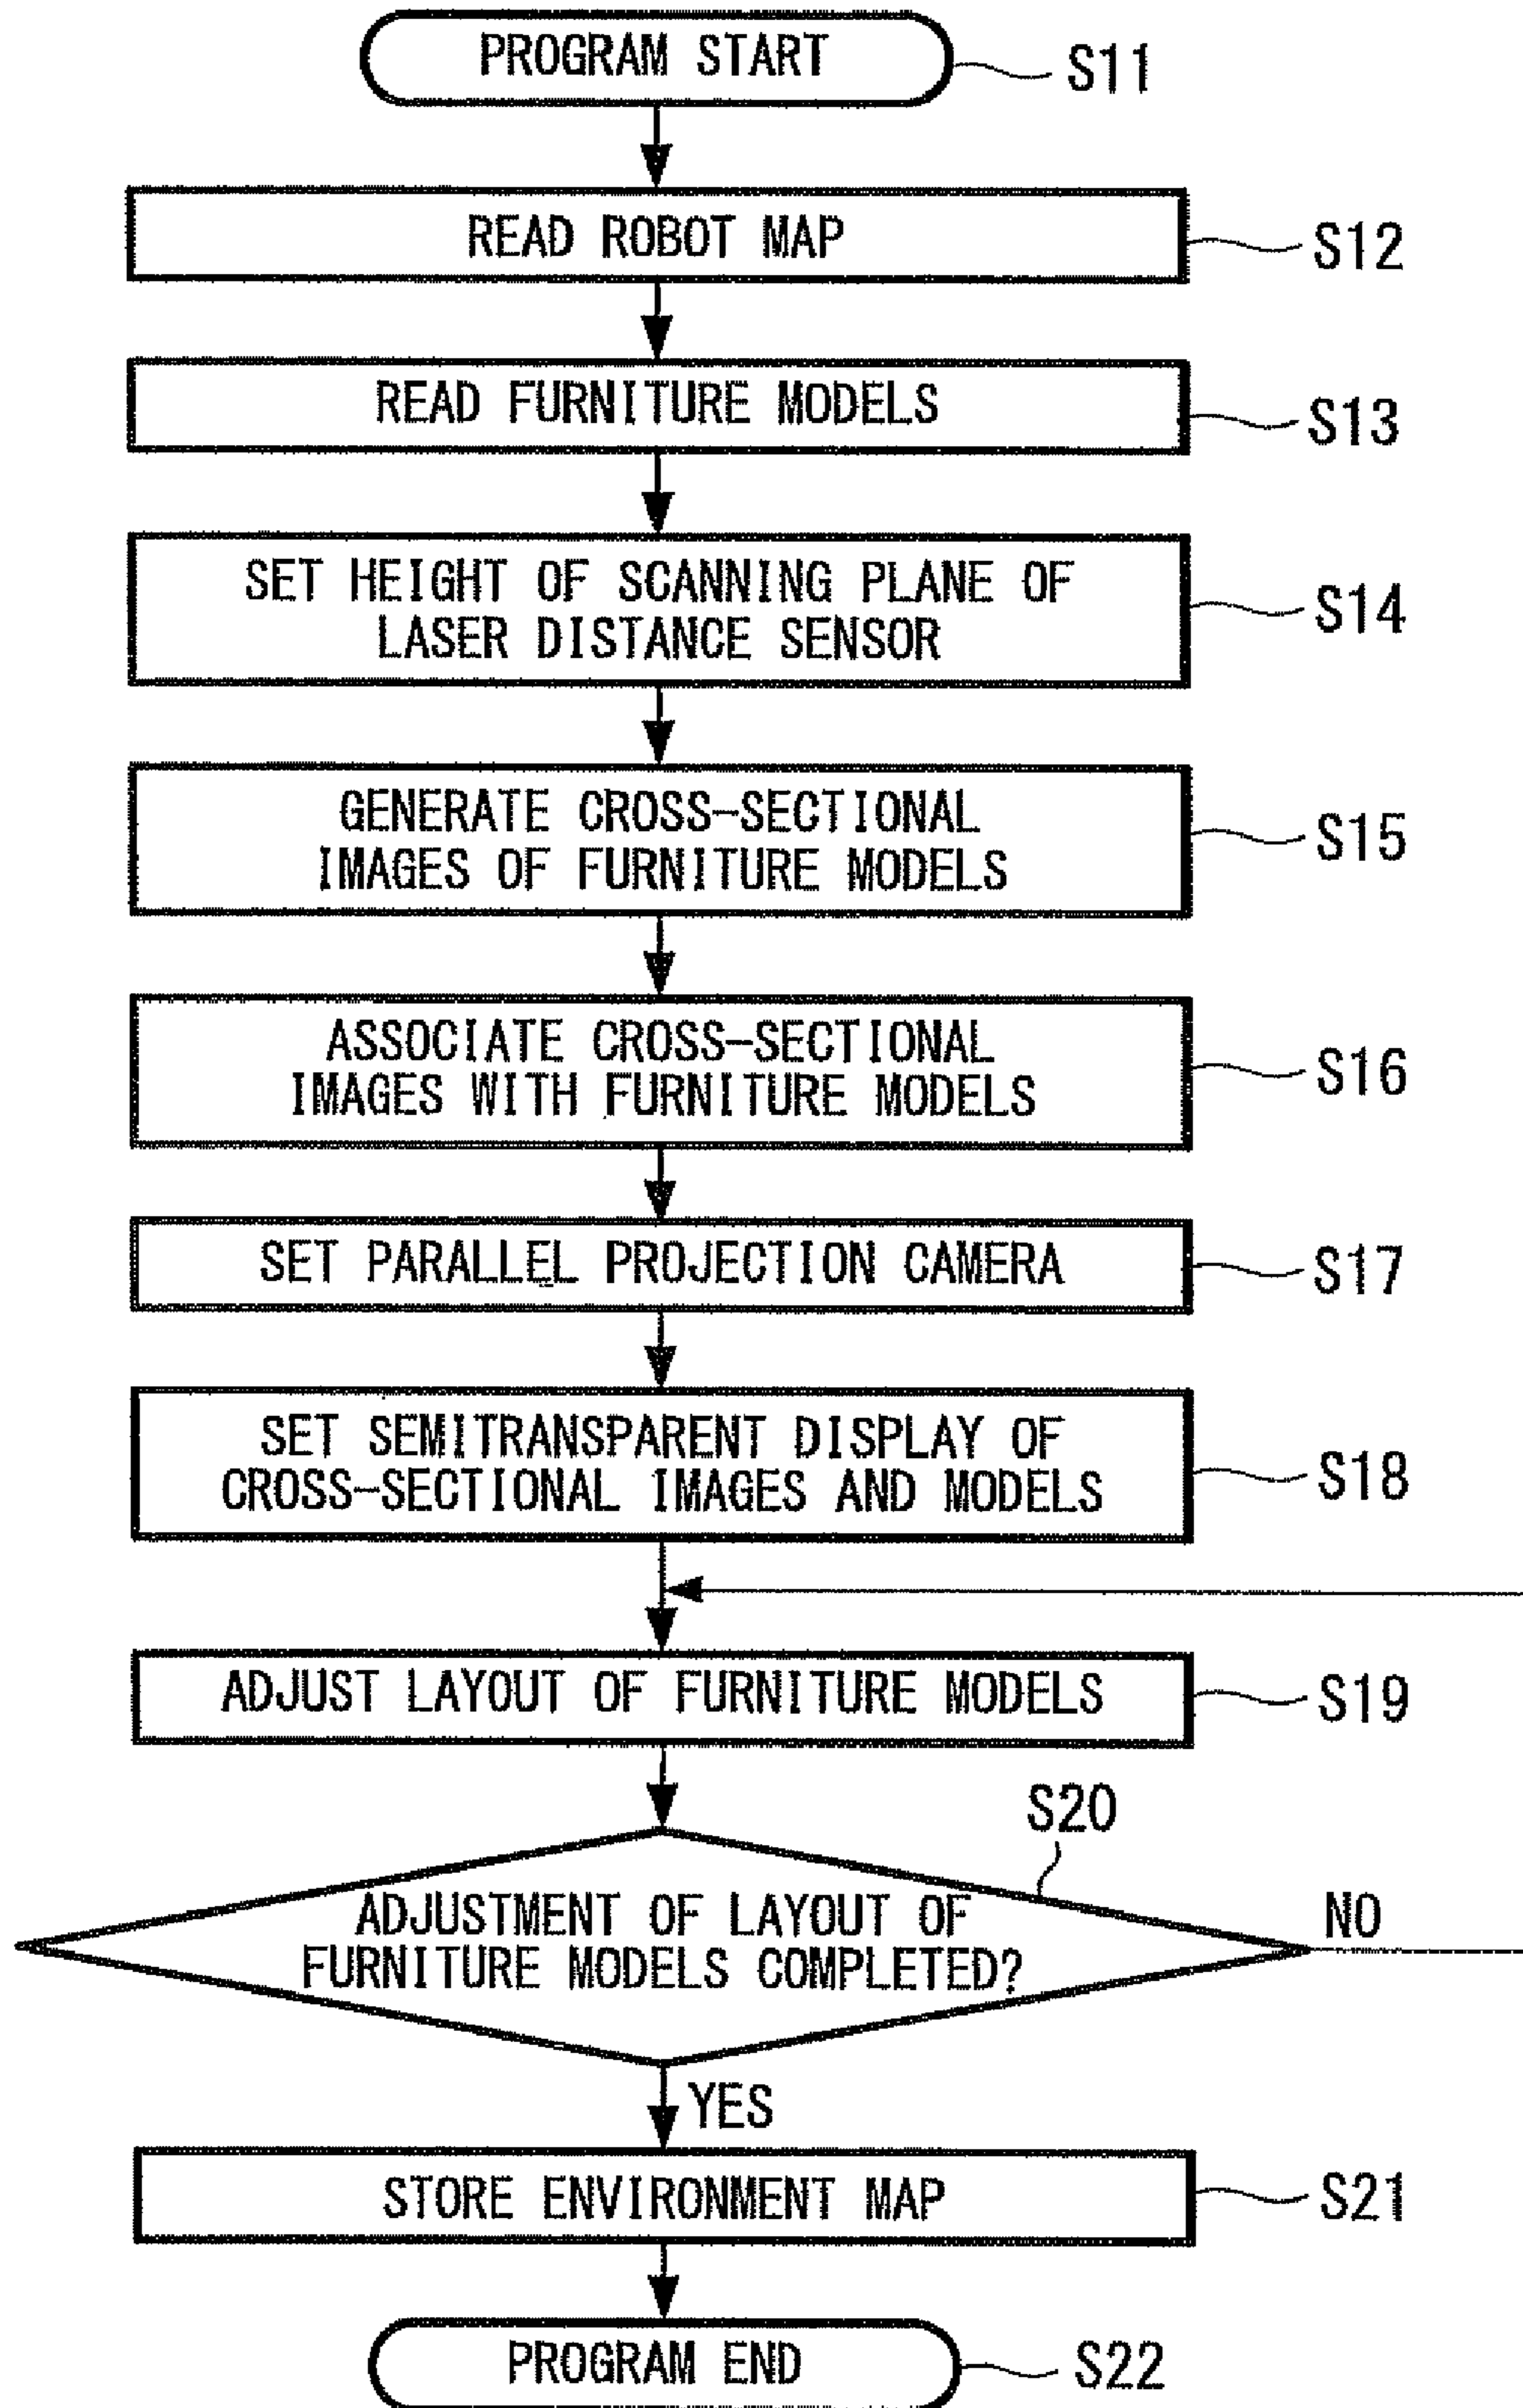 PROGRAM START
S11
READ ROBOT MAP
S12
READ FURNITURE MODELS
S13
SET HEIGHT OF SCANNING PLANE OF
LASER DISTANCE SENSOR
S14
GENERATE CROSS-SECTIONAL
IMAGES OF FURNITURE MODELS
S15
ASSOCIATE CROSS-SECTIONAL
IMAGES WITH FURNITURE MODELS
S16
SET PARALLEL PROJECTION CAMERA
S17
SET SEMITRANSPARENT DISPLAY OF
CROSS-SECTIONAL IMAGES AND MODELS
S18
ADJUST LAYOUT OF FURNITURE MODELS
S19
S20
ADJUSTMENT OF LAYOUT OF
FURNITURE MODELS COMPLETED?
NO
YES
STORE ENVIRONMENT MAP
S21
PROGRAM END
S22